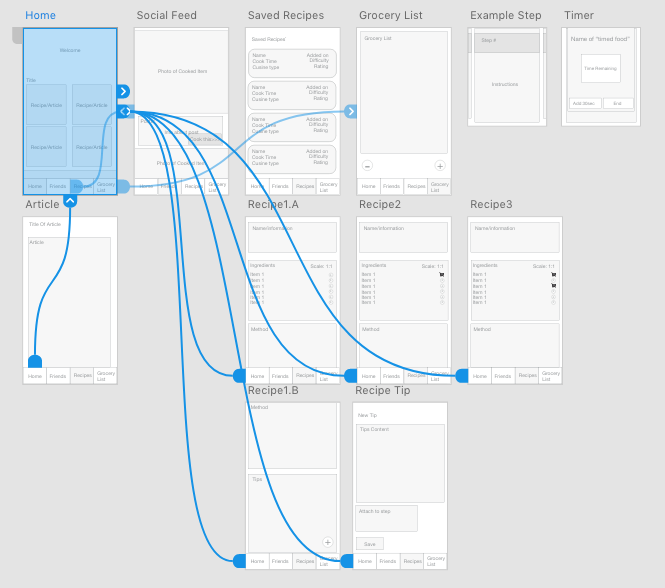 Home
Social Feed
Saved Recipes
Grocery List
Example Step
Timer
Welcome
Title
Recipe/Article
Recipe/Article
Recipe/Article
Recipe/Article
Home
Friends
Recipes
Grocery
List
Photo of Cooked Item
Photo of Cooked Item
Home
Recipes
Grocery
List
Saved Recipes
Name
Cook Time
Cusine type
Added on
Difficulty
Rating
Name
Cook Time
Cusine type
Added on
Difficulty
Rating
Name
Cook Time
Cusine type
Added on
Difficulty
Rating
Name
Cook Time
Cusine type
Added on
Difficulty
Rating
Home
Friends
Recipes
Grocery
List
Grocery List
−
+
Home
Friends
Recipes
Grocery
List
Step #
Instructions
Name of "timed food"
Time Remaining
Add 30sec
End
Article
Title Of Article
Article
Home
Friends
Recipes
Grocery
List
Recipe1.A
Name/information
Ingredients
Scale: 1:1
Item 1
Item 1
Item 1
Item 1
Item 1
Item 1
Method
Home
Friends
Recipes
Grocery
List
Recipe2
Name/information
Ingredients
Scale: 1:1
Item 1
Item 1
Item 1
Item 1
Item 1
Item 1
Method
Home
Friends
Recipes
Grocery
List
Recipe3
Name/information
Ingredients
Scale: 1:1
Item 1
Item 1
Item 1
Item 1
Item 1
Item 1
Method
Home
Friends
Recipes
Grocery
List
Recipe1.B
Method
Tips
+
Home
Friends
Recipes
Grocery
List
Recipe Tip
New Tip
Tips Content
Attach to step
Save
Home
Friends
Recipes
Grocery
List